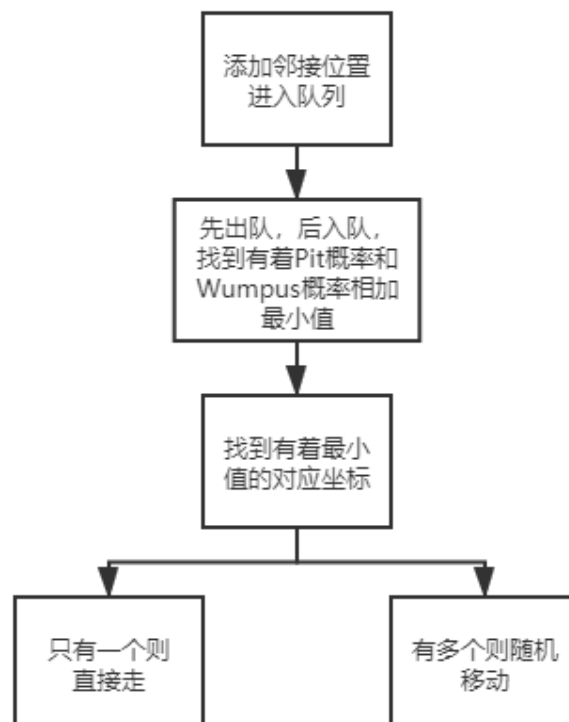 添加邻接位置
进入队列
先出队，后入队，
找到有着Pit概率和
Wumpus概率相加
最小值
找到有着最小
值的对应坐标
只有一个则
直接走
有多个则随机
移动